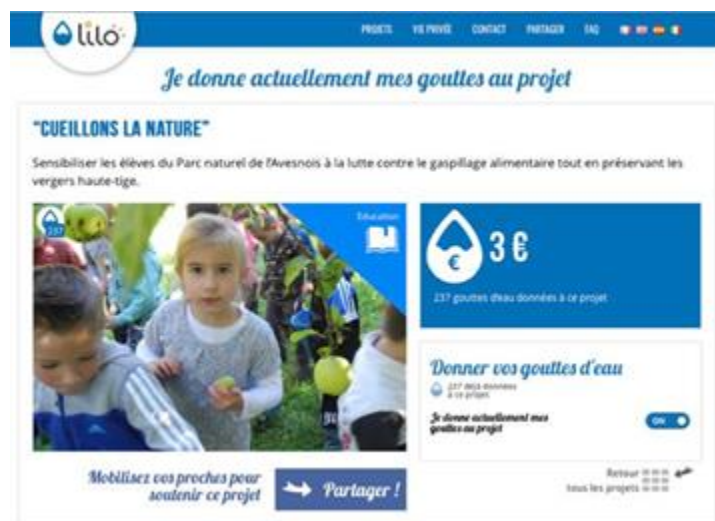 lilo
PROJETS VIE PRIVÉE CONTACT PARTAGER FAQ
Je donne actuellement mes gouttes au projet
"CUEILLONS LA NATURE"
Sensibiliser les élèves du Parc naturel de l'Avesnois à la lutte contre le gaspillage alimentaire tout en préservant les
vergers haute-tige.
237
Éducation
3 €
€
237 gouttes d'eau données à ce projet
Donner vos gouttes d'eau
237 déjà données
à ce projet
Je donne actuellement mes
gouttes au projet
ON
Mobilisez vos proches pour
soutenir ce projet
Partager !
Retour
tous les projets